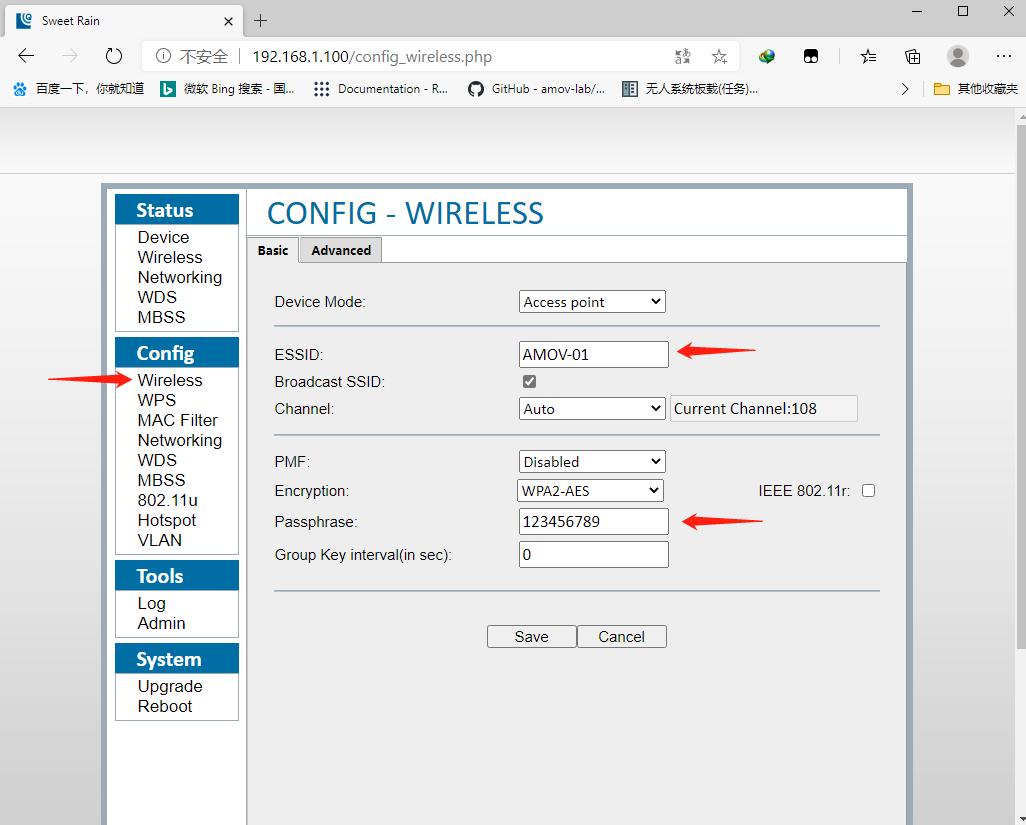 Sweet Rain
不安全 192.168.1.100/config_wireless.php
百度一下，你就知道 微软 Bing 搜索 - 国... Documentation - R... GitHub - amov-lab/... 无人系统板载(任务)... 其他收藏夹
Status
Device
Wireless
Networking
WDS
MBSS
Config
Wireless
WPS
MAC Filter
Networking
WDS
MBSS
802.11u
Hotspot
VLAN
Tools
Log
Admin
System
Upgrade
Reboot
CONFIG - WIRELESS
Basic Advanced
Device Mode: Access point
ESSID: AMOV-01
Broadcast SSID:
Channel: Auto Current Channel:108
PMF: Disabled
Encryption: WPA2-AES IEEE 802.11r:
Passphrase: 123456789
Group Key interval(in sec): 0
Save Cancel